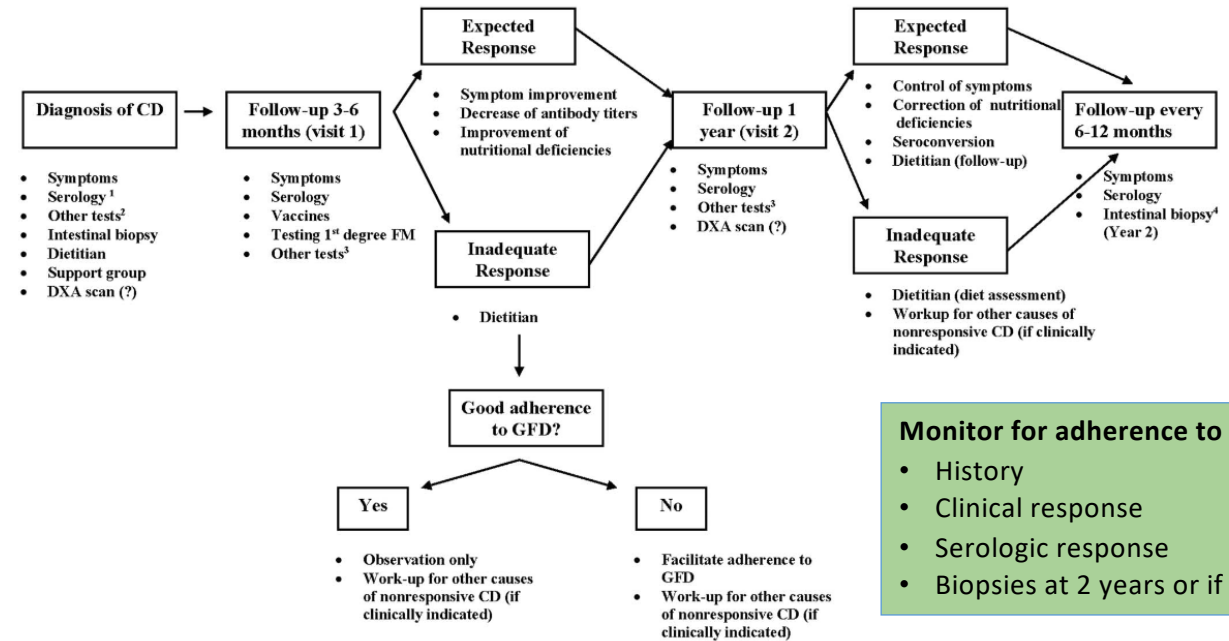 Diagnosis of CD
• Symptoms
• Serology ¹
• Other tests²
• Intestinal biopsy
• Dietitian
• Support group
• DXA scan (?)
Follow-up 3-6
months (visit 1)
• Symptoms
• Serology
• Vaccines
• Testing 1st degree FM
• Other tests³
Expected
Response
• Symptom improvement
• Decrease of antibody titers
• Improvement of
nutritional deficiencies
Inadequate
Response
• Dietitian
Good adherence
to GFD?
Yes
• Observation only
• Work-up for other causes
of nonresponsive CD (if
clinically indicated)
No
• Facilitate adherence to
GFD
• Work-up for other causes
of nonresponsive CD (if
clinically indicated)
Follow-up 1
year (visit 2)
• Symptoms
• Serology
• Other tests³
• DXA scan (?)
Expected
Response
• Control of symptoms
• Correction of nutritional
deficiencies
• Seroconversion
• Dietitian (follow-up)
Inadequate
Response
• Dietitian (diet assessment)
• Workup for other causes of
nonresponsive CD (if clinically
indicated)
Follow-up every
6-12 months
• Symptoms
• Serology
• Intestinal biopsy⁴
(Year 2)
Monitor for adherence to
• History
• Clinical response
• Serologic response
• Biopsies at 2 years or if